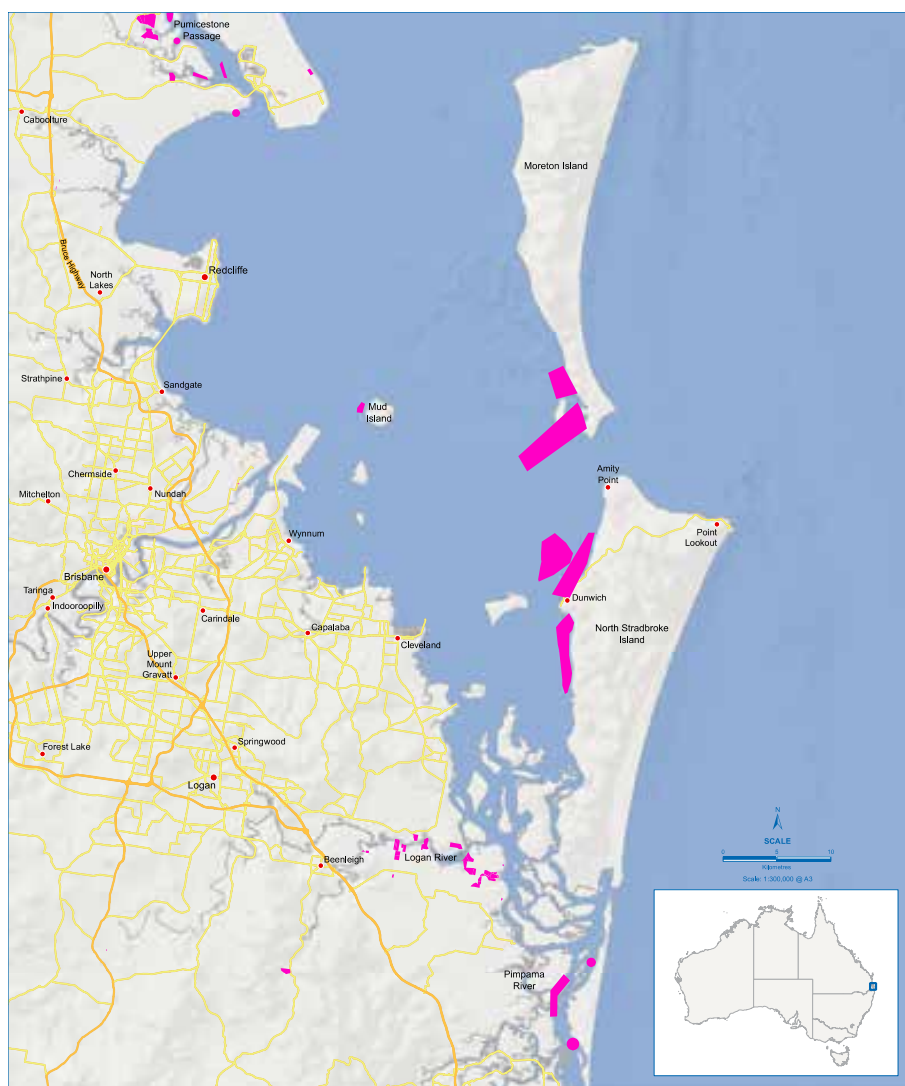 Pumicestone
Passage
Caboolture
Moreton Island
Bruce Highway
Redcliffe
North
Lakes
Strathpine
Sandgate
Mud
Island
Chermside
Amity
Point
Mitchelton
Nundah
Point
Lookout
Wynnum
Brisbane
Taringa
Indooroopilly
Dunwich
Carindale
Capalaba
North Stradbroke
Island
Cleveland
Upper
Mount
Gravatt
Springwood
Forest Lake
Logan
N
SCALE
0 5 10
Kilometres
Scale: 1:300,000 @ A3
Logan River
Beenleigh
Pimpama
River